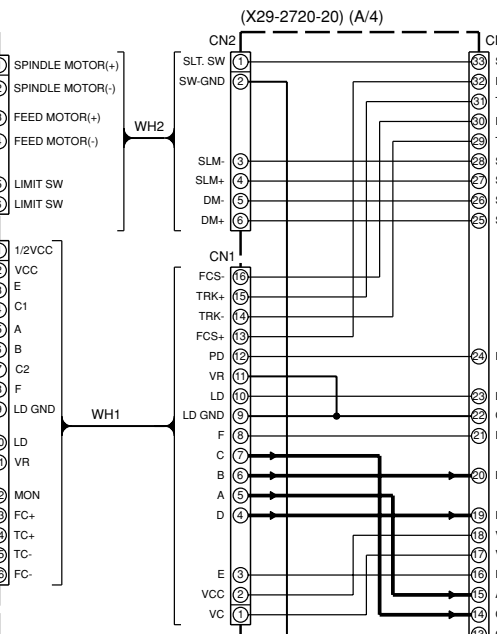 (X29-2720-20) (A/4)
CN2
SPINDLE MOTOR(+)
SPINDLE MOTOR(-)
FEED MOTOR(+)
FEED MOTOR(-)
LIMIT SW
LIMIT SW
WH2
SLT. SW 1
SW-GND 2
SLM- 3
SLM+ 4
DM- 5
DM+ 6
33
32
31
30
29
28
27
26
25
1/2VCC
VCC
E
C1
A
B
C2
F
LD GND
LD
VR
MON
FC+
TC+
TC-
FC-
WH1
CN1
FCS- 16
TRK+ 15
TRK- 14
FCS+ 13
PD 12
VR 11
LD 10
LD GND 9
F 8
C 7
B 6
A 5
D 4
E 3
VCC 2
VC 1
24
23
22
21
20
19
18
17
16
15
14